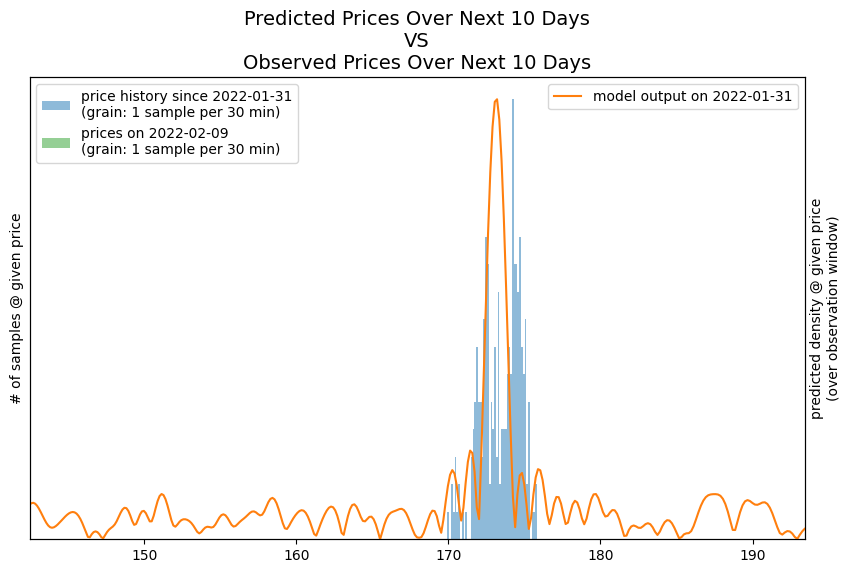 Predicted Prices Over Next 10 Days
VS
Observed Prices Over Next 10 Days
price history since 2022-01-31
(grain: 1 sample per 30 min)
prices on 2022-02-09
(grain: 1 sample per 30 min)
model output on 2022-01-31
# of samples @ given price
predicted density @ given price
(over observation window)
150
160
170
180
190